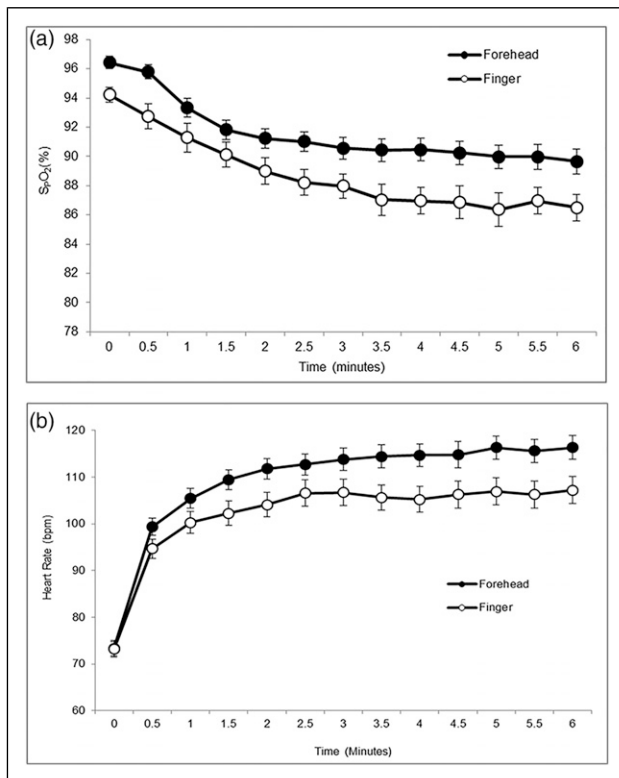 (a)
98
96
94
92
90
88
86
84
82
80
78
SpO2(%)
Forehead
Finger
0 0.5 1 1.5 2 2.5 3 3.5 4 4.5 5 5.5 6
Time (minutes)
(b)
120
110
100
90
80
70
60
Heart Rate (bpm)
Forehead
Finger
0 0.5 1 1.5 2 2.5 3 3.5 4 4.5 5 5.5 6
Time (Minutes)